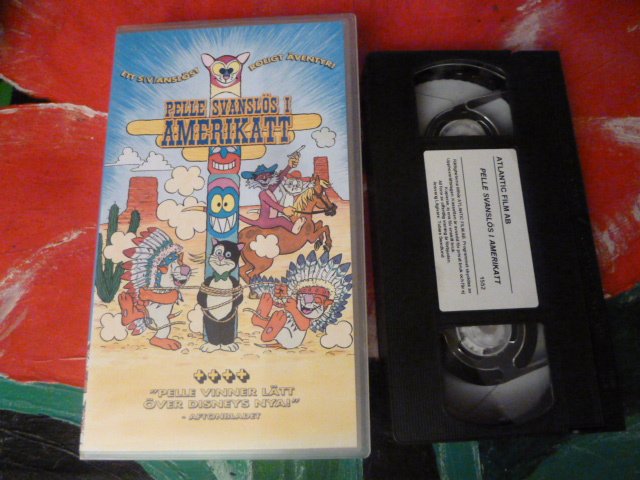 ETT SVANSLÖST
ROLIGT ÄVENTYR!
PELLE SVANSLÖS I
AMERIKATT
++++
"PELLE VINNER LÄTT
ÖVER DISNEYS NYA!"
- AFTONBLADET
ATLANTIC FILM AB
PELLE SVANSLÖS I AMERIKATT
1552